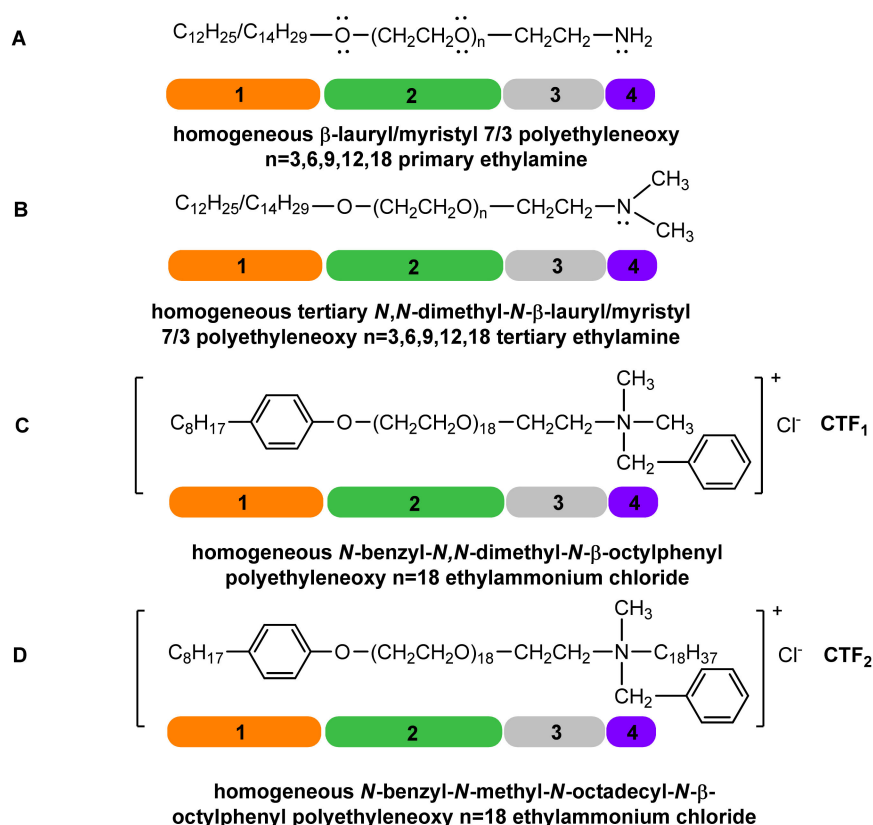 A
C₁₂H₂₅/C₁₄H₂₉—O—(CH₂CH₂O)ₙ—CH₂CH₂—NH₂
1 2 3 4
homogeneous β-lauryl/myristyl 7/3 polyethyleneoxy
n=3,6,9,12,18 primary ethylamine
B
CH₃
C₁₂H₂₅/C₁₄H₂₉—O—(CH₂CH₂O)ₙ—CH₂CH₂—N
CH₃
1 2 3 4
homogeneous tertiary N,N-dimethyl-N-β-lauryl/myristyl
7/3 polyethyleneoxy n=3,6,9,12,18 tertiary ethylamine
CH₃
+
C
C₈H₁₇ O—(CH₂CH₂O)₁₈—CH₂CH₂—N—CH₃ Cl⁻ CTF₁
CH₂
1 2 3 4
homogeneous N-benzyl-N,N-dimethyl-N-β-octylphenyl
polyethyleneoxy n=18 ethylammonium chloride
CH₃
+
D
C₈H₁₇ O—(CH₂CH₂O)₁₈—CH₂CH₂—N—C₁₈H₃₇ Cl⁻ CTF₂
CH₂
1 2 3 4
homogeneous N-benzyl-N-methyl-N-octadecyl-N-β-
octylphenyl polyethyleneoxy n=18 ethylammonium chloride